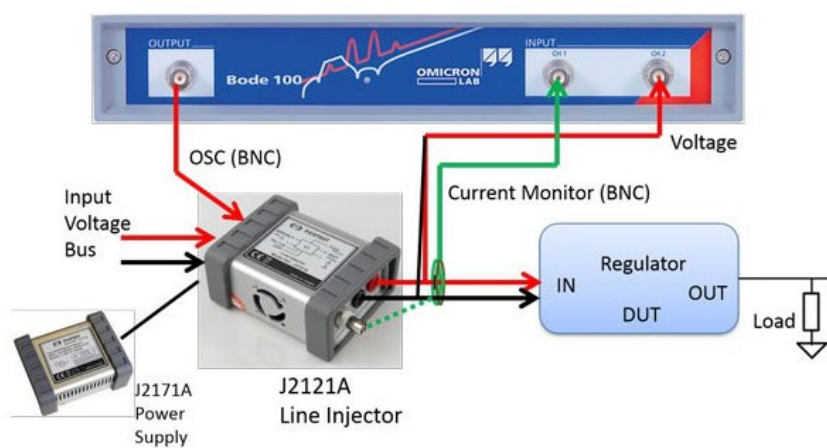 OUTPUT
INPUT
CH 1
CH 2
Bode 100
OMICRON
LAB
OSC (BNC)
Voltage
Current Monitor (BNC)
Input
Voltage
Bus
IN
Regulator
OUT
DUT
Load
J2171A
Power
Supply
J2121A
Line Injector